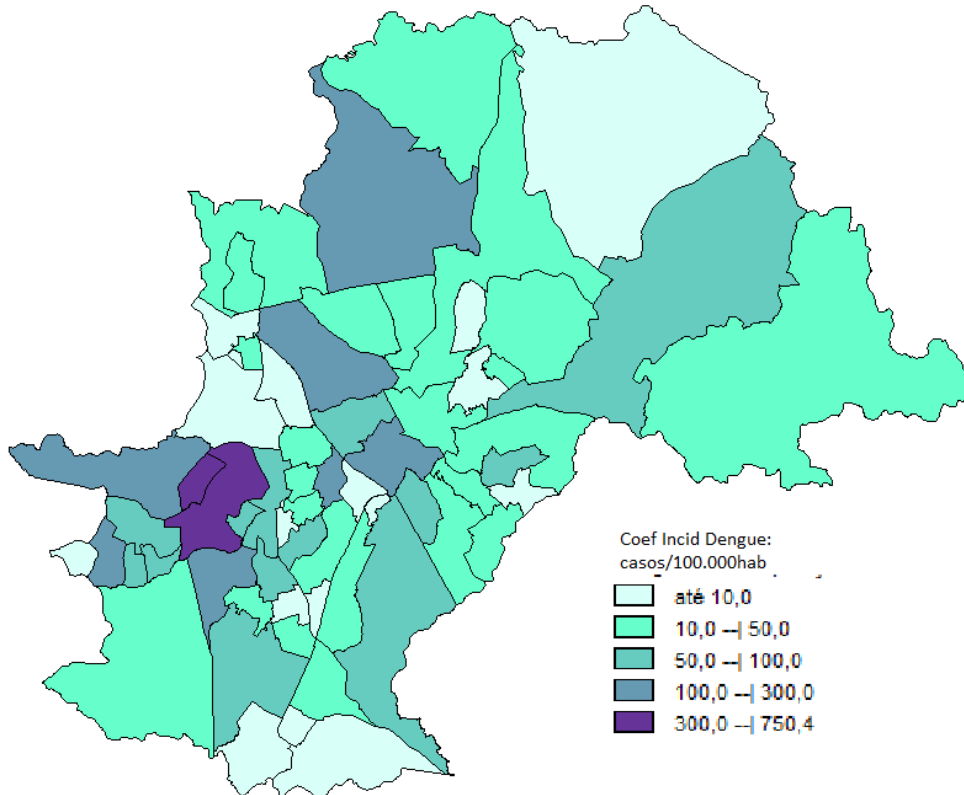 Coef Incid Dengue:
casos/100.000hab
até 10,0
10,0 --| 50,0
50,0 --| 100,0
100,0 --| 300,0
300,0 --| 750,4